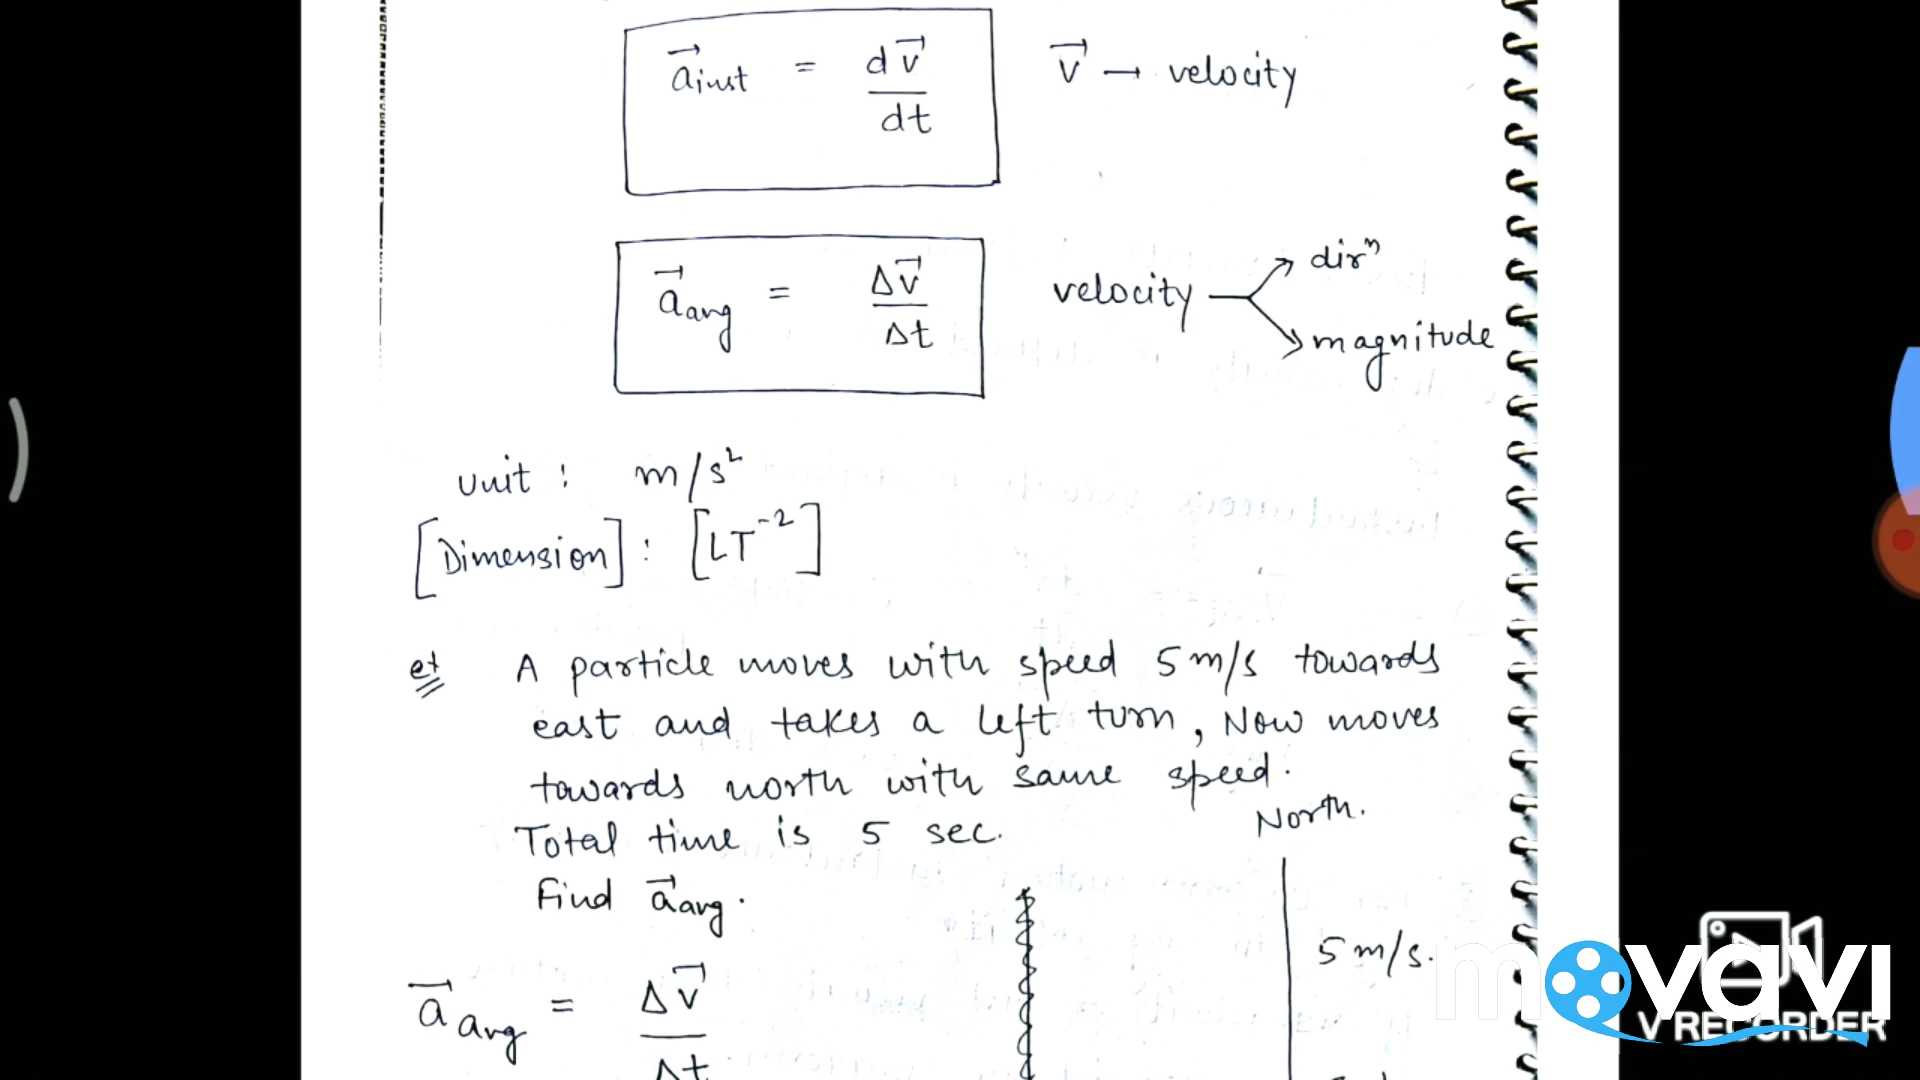 a⃗inst = dv⃗/dt v⃗ → velocity
a⃗avg = Δv⃗/Δt velocity → dirⁿ
→ magnitude
unit : m/s²
[Dimension] : [LT⁻²]
ex A particle moves with speed 5 m/s towards
east and takes a left turn, Now moves
towards north with same speed.
North.
Total time is 5 sec.
Find a⃗avg.
5 m/s.
a⃗avg = Δv⃗/Δt
movavi
V RECORDER